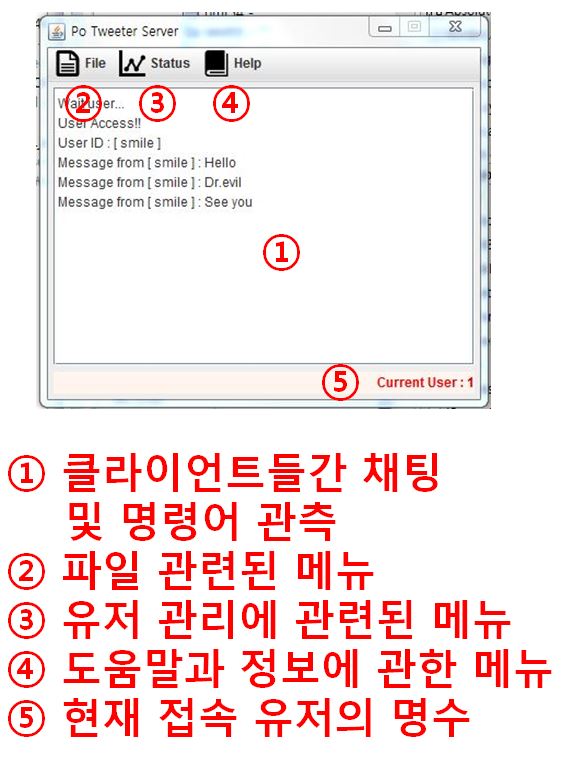 Po Tweeter Server
File Status Help
② ③ ④
Wait user...
User Access!!
User ID : [ smile ]
Message from [ smile ] : Hello
Message from [ smile ] : Dr.evil
Message from [ smile ] : See you
①
⑤ Current User : 1
① 클라이언트들간 채팅
및 명령어 관측
② 파일 관련된 메뉴
③ 유저 관리에 관련된 메뉴
④ 도움말과 정보에 관한 메뉴
⑤ 현재 접속 유저의 명수